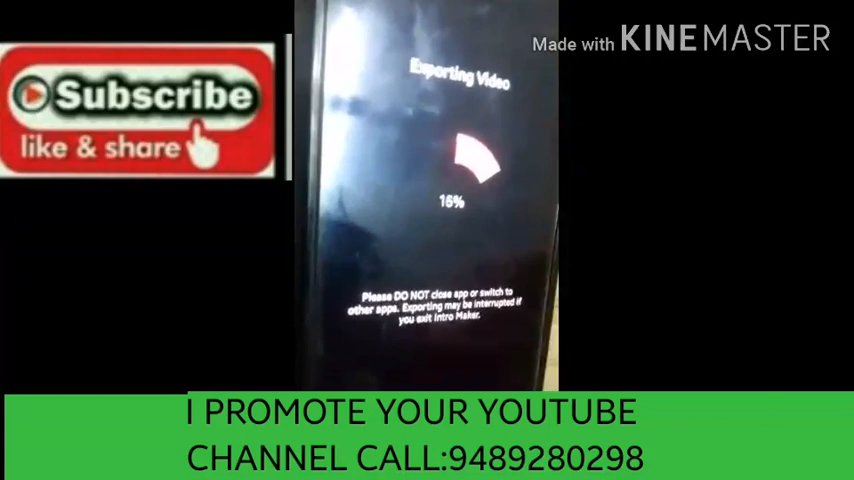 Made with KINEMASTER
Subscribe
like & share
Exporting Video
16%
Please DO NOT close app or switch to
other apps. Exporting may be interrupted if
you exit Intro Maker.
I PROMOTE YOUR YOUTUBE
CHANNEL CALL:9489280298